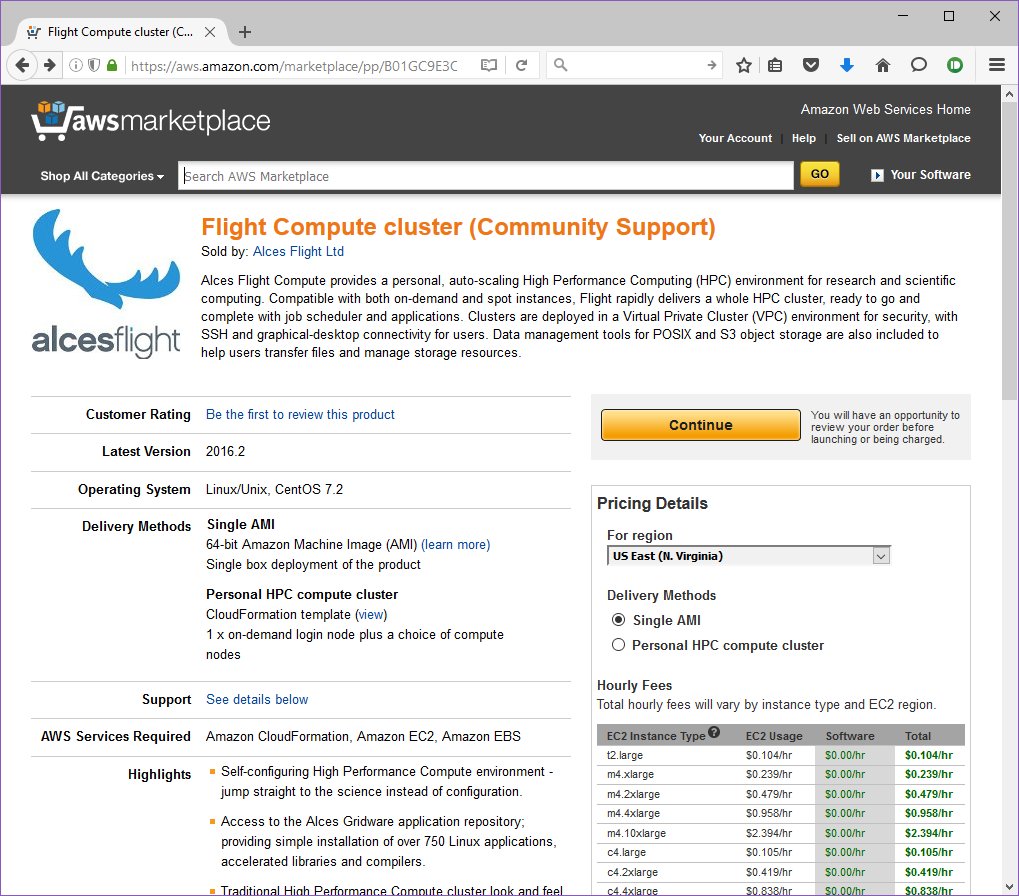 Flight Compute cluster (C...
https://aws.amazon.com/marketplace/pp/B01GC9E3C
awsmarketplace
Amazon Web Services Home
Your Account | Help | Sell on AWS Marketplace
Shop All Categories
Search AWS Marketplace
GO
Your Software
alcesflight
Flight Compute cluster (Community Support)
Sold by: Alces Flight Ltd
Alces Flight Compute provides a personal, auto-scaling High Performance Computing (HPC) environment for research and scientific
computing. Compatible with both on-demand and spot instances, Flight rapidly delivers a whole HPC cluster, ready to go and
complete with job scheduler and applications. Clusters are deployed in a Virtual Private Cluster (VPC) environment for security, with
SSH and graphical-desktop connectivity for users. Data management tools for POSIX and S3 object storage are also included to
help users transfer files and manage storage resources.
Customer Rating Be the first to review this product
Latest Version 2016.2
Operating System Linux/Unix, CentOS 7.2
Delivery Methods Single AMI
64-bit Amazon Machine Image (AMI) (learn more)
Single box deployment of the product
Personal HPC compute cluster
CloudFormation template (view)
1 x on-demand login node plus a choice of compute
nodes
Support See details below
AWS Services Required Amazon CloudFormation, Amazon EC2, Amazon EBS
Highlights
Self-configuring High Performance Compute environment -
jump straight to the science instead of configuration.
Access to the Alces Gridware application repository;
providing simple installation of over 750 Linux applications,
accelerated libraries and compilers.
Traditional High Performance Compute cluster look and feel
Continue
You will have an opportunity to
review your order before
launching or being charged.
Pricing Details
For region
US East (N. Virginia)
Delivery Methods
Single AMI
Personal HPC compute cluster
Hourly Fees
Total hourly fees will vary by instance type and EC2 region.
EC2 Instance Type ? EC2 Usage Software Total
t2.large $0.104/hr $0.00/hr $0.104/hr
m4.xlarge $0.239/hr $0.00/hr $0.239/hr
m4.2xlarge $0.479/hr $0.00/hr $0.479/hr
m4.4xlarge $0.958/hr $0.00/hr $0.958/hr
m4.10xlarge $2.394/hr $0.00/hr $2.394/hr
c4.large $0.105/hr $0.00/hr $0.105/hr
c4.2xlarge $0.419/hr $0.00/hr $0.419/hr
c4.4xlarge $0.838/hr $0.00/hr $0.838/hr